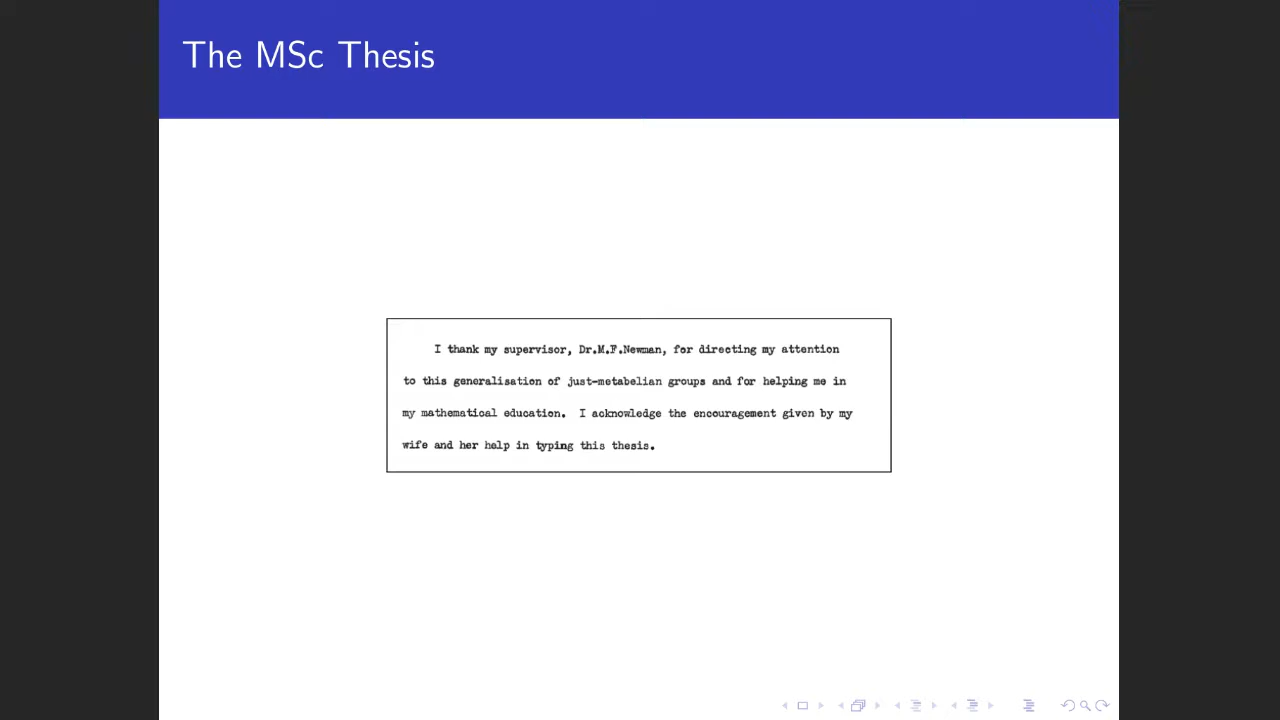 The MSc Thesis
I thank my supervisor, Dr.M.F.Newman, for directing my attention
to this generalisation of just-metabelian groups and for helping me in
my mathematical education. I acknowledge the encouragement given by my
wife and her help in typing this thesis.